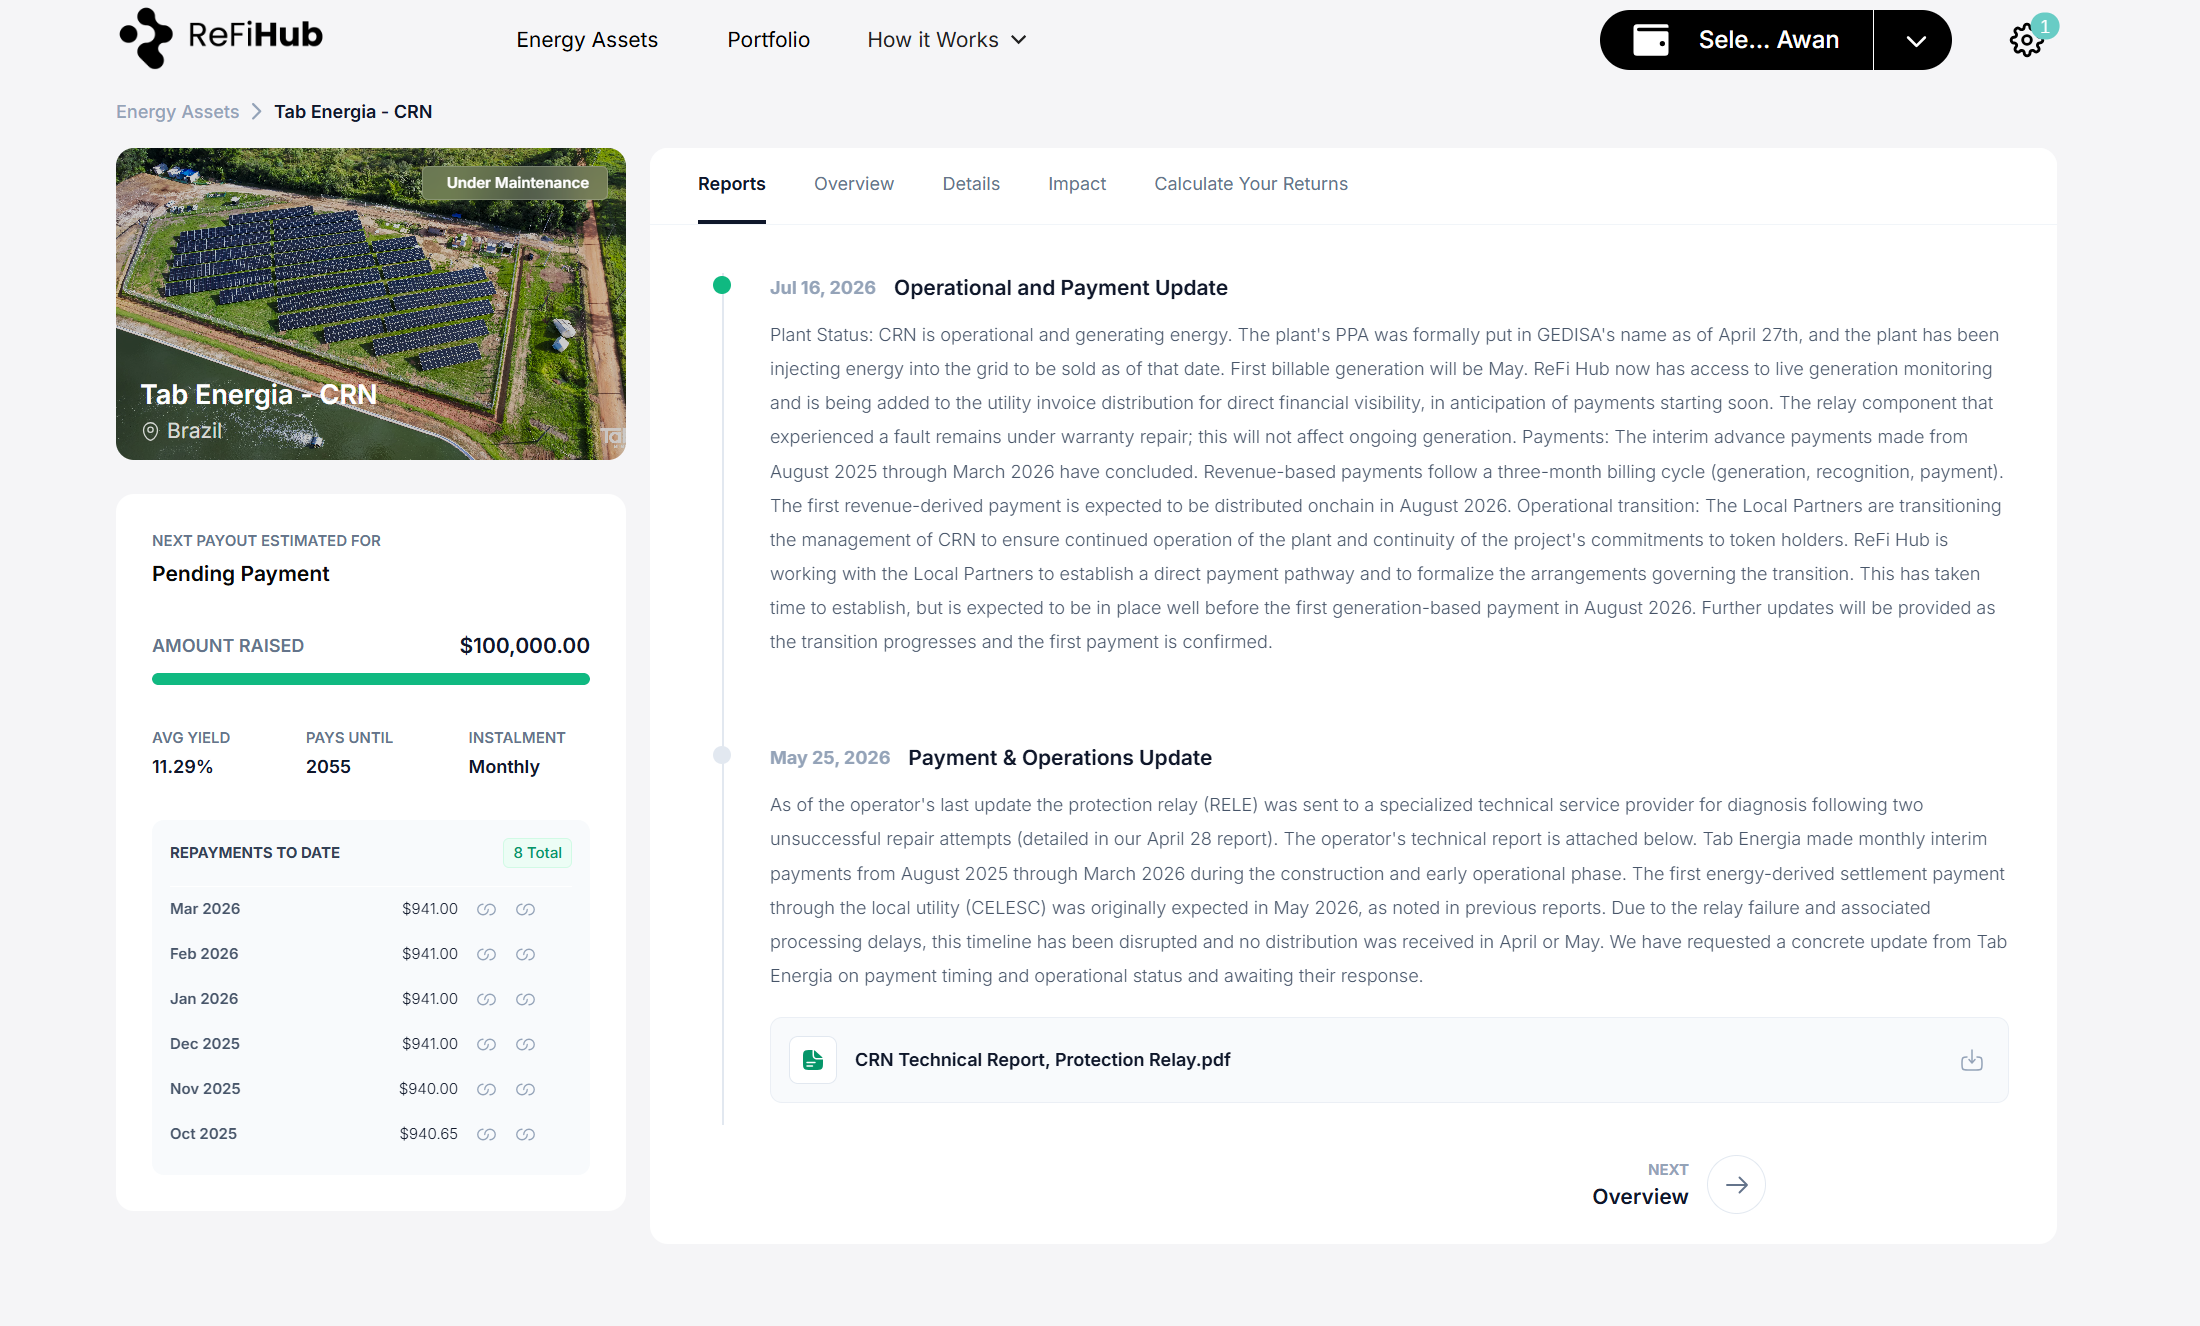 ReFiHub
Energy Assets
Portfolio
How it Works
Sele... Awan
1
Energy Assets
Tab Energia - CRN
Under Maintenance
Tab Energia - CRN
Brazil
NEXT PAYOUT ESTIMATED FOR
Pending Payment
AMOUNT RAISED
$100,000.00
AVG YIELD
PAYS UNTIL
INSTALMENT
11.29%
2055
Monthly
REPAYMENTS TO DATE
8 Total
Mar 2026 $941.00
Feb 2026 $941.00
Jan 2026 $941.00
Dec 2025 $941.00
Nov 2025 $940.00
Oct 2025 $940.65
Reports
Overview
Details
Impact
Calculate Your Returns
Jul 16, 2026 Operational and Payment Update
Plant Status: CRN is operational and generating energy. The plant's PPA was formally put in GEDISA's name as of April 27th, and the plant has been
injecting energy into the grid to be sold as of that date. First billable generation will be May. ReFi Hub now has access to live generation monitoring
and is being added to the utility invoice distribution for direct financial visibility, in anticipation of payments starting soon. The relay component that
experienced a fault remains under warranty repair; this will not affect ongoing generation. Payments: The interim advance payments made from
August 2025 through March 2026 have concluded. Revenue-based payments follow a three-month billing cycle (generation, recognition, payment).
The first revenue-derived payment is expected to be distributed onchain in August 2026. Operational transition: The Local Partners are transitioning
the management of CRN to ensure continued operation of the plant and continuity of the project's commitments to token holders. ReFi Hub is
working with the Local Partners to establish a direct payment pathway and to formalize the arrangements governing the transition. This has taken
time to establish, but is expected to be in place well before the first generation-based payment in August 2026. Further updates will be provided as
the transition progresses and the first payment is confirmed.
May 25, 2026 Payment & Operations Update
As of the operator's last update the protection relay (RELE) was sent to a specialized technical service provider for diagnosis following two
unsuccessful repair attempts (detailed in our April 28 report). The operator's technical report is attached below. Tab Energia made monthly interim
payments from August 2025 through March 2026 during the construction and early operational phase. The first energy-derived settlement payment
through the local utility (CELESC) was originally expected in May 2026, as noted in previous reports. Due to the relay failure and associated
processing delays, this timeline has been disrupted and no distribution was received in April or May. We have requested a concrete update from Tab
Energia on payment timing and operational status and awaiting their response.
CRN Technical Report, Protection Relay.pdf
NEXT
Overview